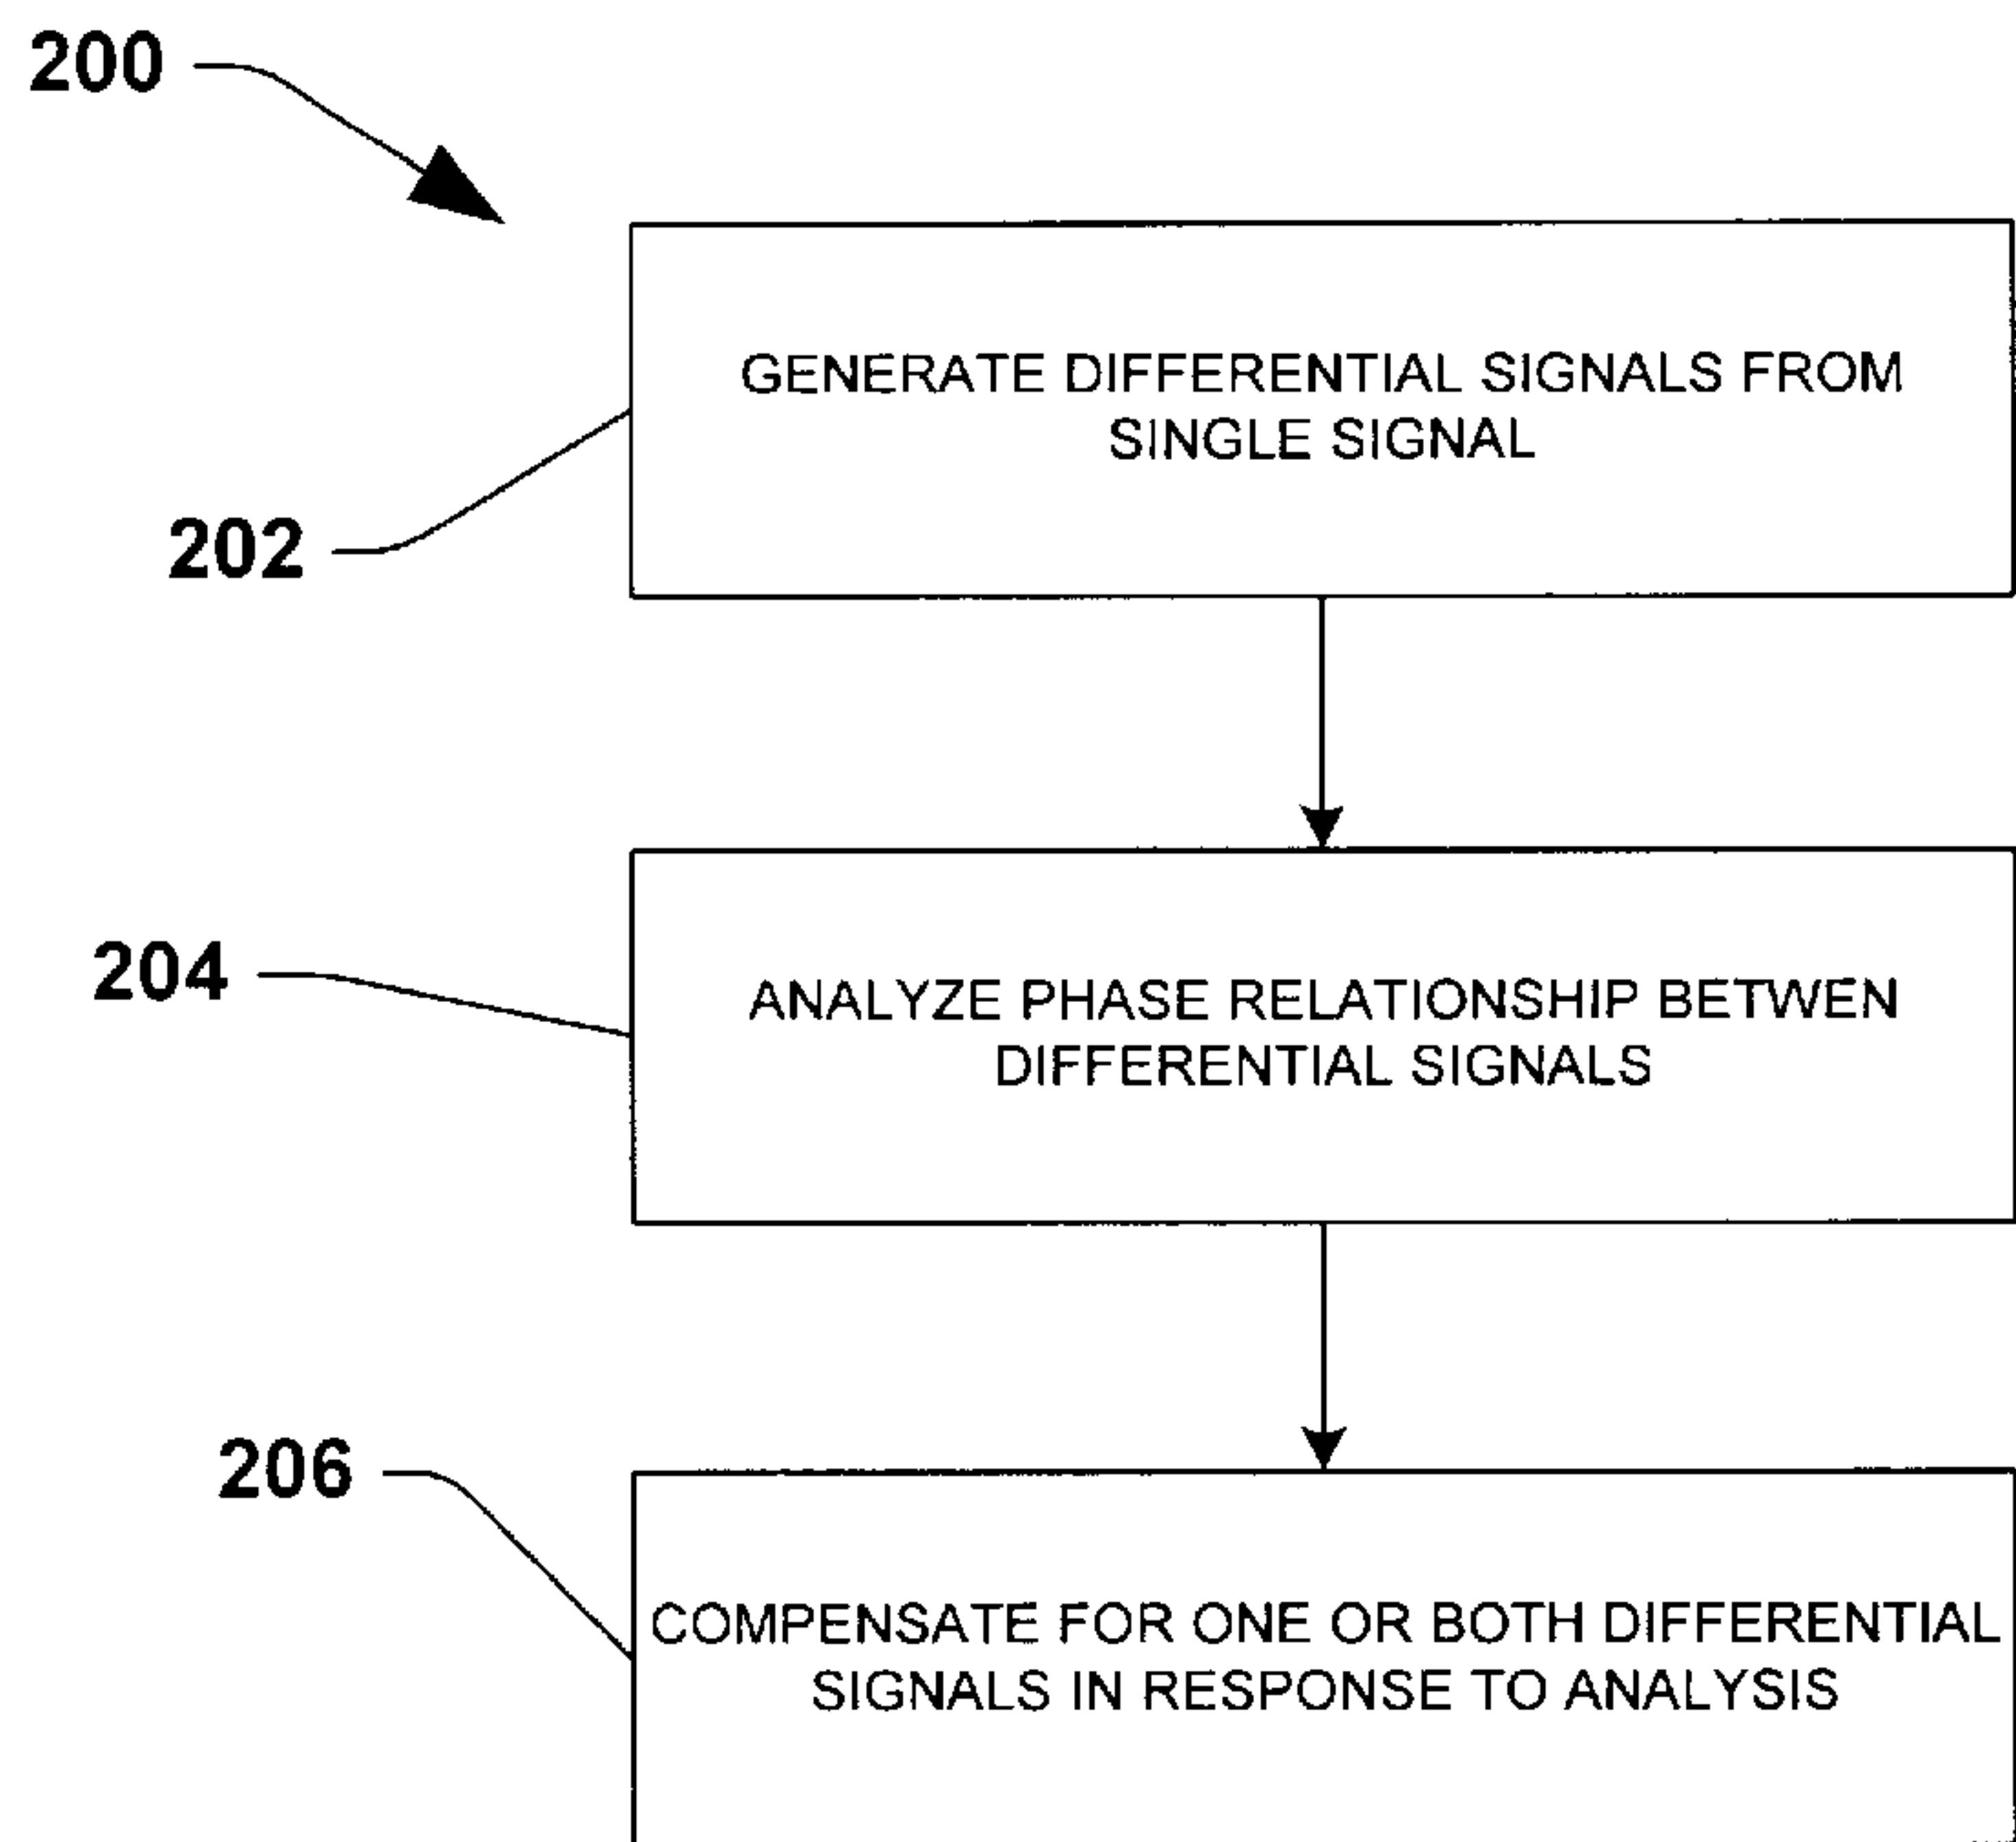 200
GENERATE DIFFERENTIAL SIGNALS FROM
SINGLE SIGNAL
202
204
ANALYZE PHASE RELATIONSHIP BETWEN
DIFFERENTIAL SIGNALS
206
COMPENSATE FOR ONE OR BOTH DIFFERENTIAL
SIGNALS IN RESPONSE TO ANALYSIS